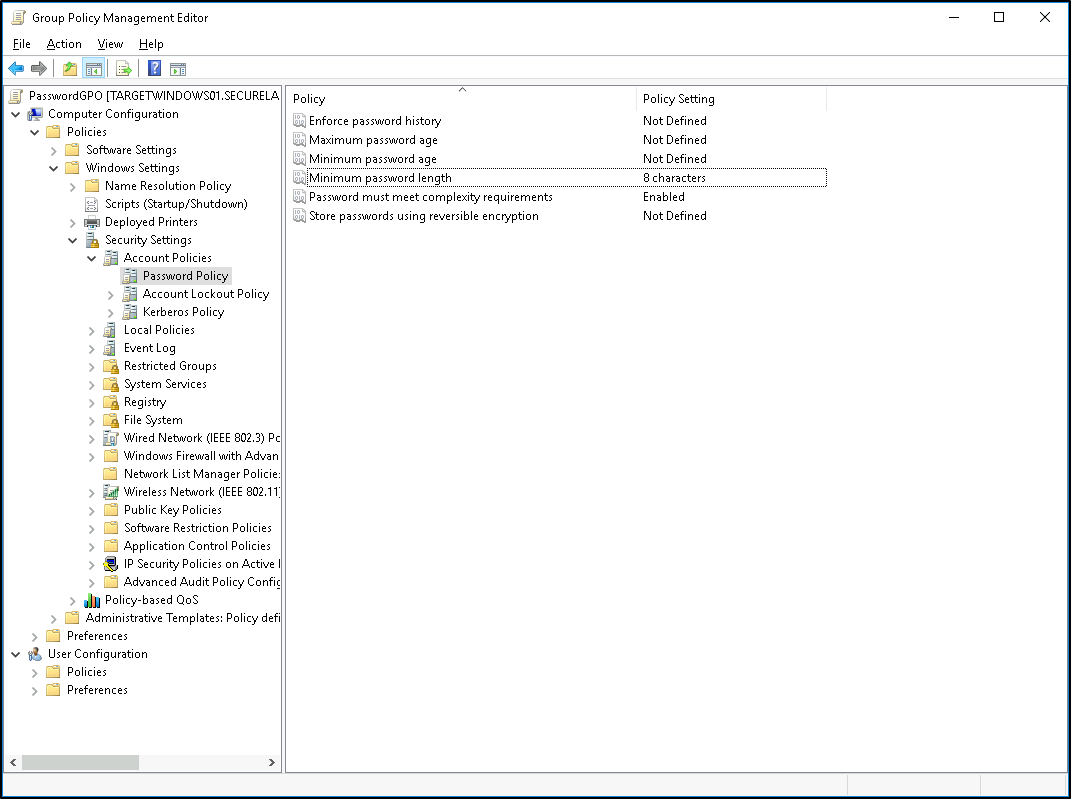 Group Policy Management Editor
File Action View Help
PasswordGPO [TARGETWINDOWS01.SECURELA
Computer Configuration
Policies
Software Settings
Windows Settings
Name Resolution Policy
Scripts (Startup/Shutdown)
Deployed Printers
Security Settings
Account Policies
Password Policy
Account Lockout Policy
Kerberos Policy
Local Policies
Event Log
Restricted Groups
System Services
Registry
File System
Wired Network (IEEE 802.3) Po
Windows Firewall with Advan
Network List Manager Policies
Wireless Network (IEEE 802.11)
Public Key Policies
Software Restriction Policies
Application Control Policies
IP Security Policies on Active
Advanced Audit Policy Config
Policy-based QoS
Administrative Templates: Policy defi
Preferences
User Configuration
Policies
Preferences
Policy Policy Setting
Enforce password history Not Defined
Maximum password age Not Defined
Minimum password age Not Defined
Minimum password length 8 characters
Password must meet complexity requirements Enabled
Store passwords using reversible encryption Not Defined